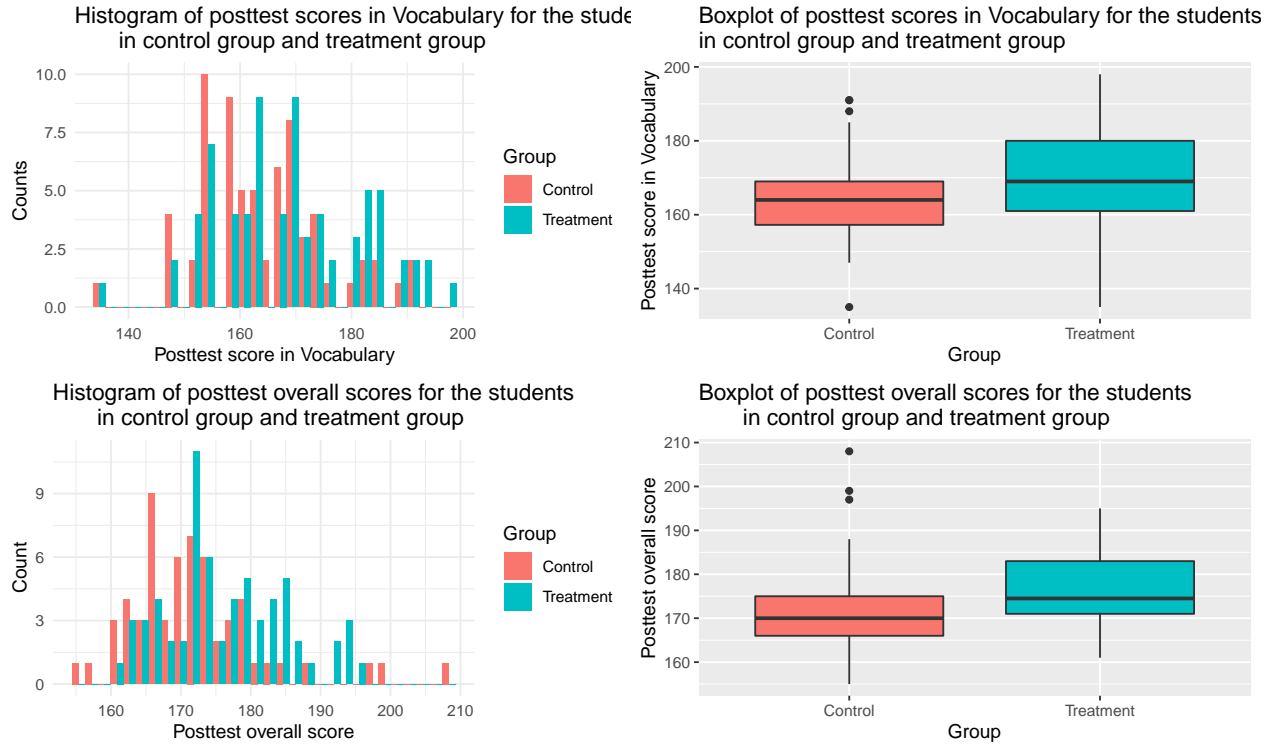 Histogram of posttest scores in Vocabulary for the stude
in control group and treatment group
10.0
7.5
5.0
2.5
0.0
Counts
140
160
180
200
Posttest score in Vocabulary
Group
Control
Treatment
Boxplot of posttest scores in Vocabulary for the students
in control group and treatment group
200
180
160
140
Posttest score in Vocabulary
Control
Treatment
Group
Histogram of posttest overall scores for the students
in control group and treatment group
9
6
3
0
Count
160
170
180
190
200
210
Posttest overall score
Group
Control
Treatment
Boxplot of posttest overall scores for the students
in control group and treatment group
210
200
190
180
170
160
Posttest overall score
Control
Treatment
Group